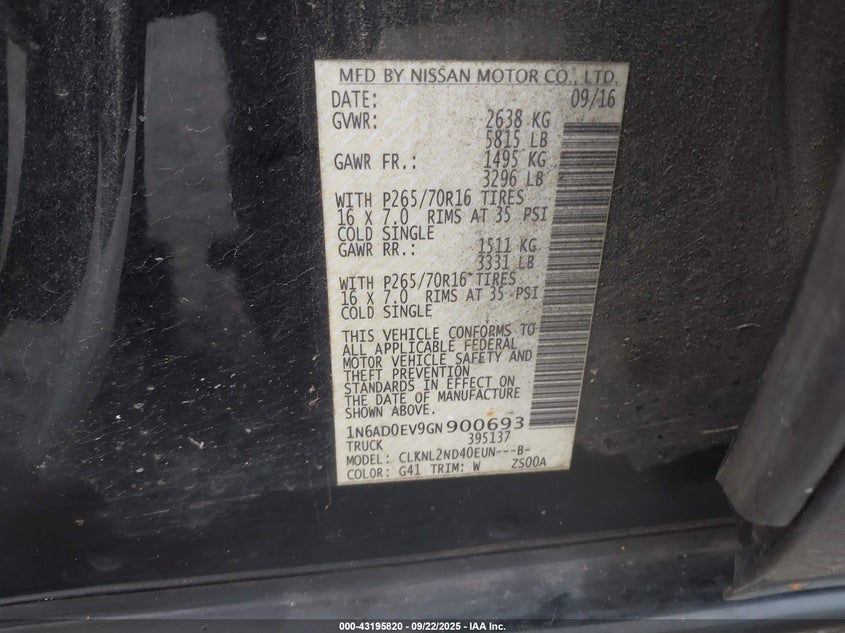 MFD BY NISSAN MOTOR CO., LTD.
DATE: 09/16
GVWR: 2638 KG
5815 LB
GAWR FR.: 1495 KG
3296 LB
WITH P265/70R16 TIRES
16 X 7.0 RIMS AT 35 PSI
COLD SINGLE
GAWR RR.: 1511 KG
3331 LB
WITH P265/70R16 TIRES
16 X 7.0 RIMS AT 35 PSI
COLD SINGLE
THIS VEHICLE CONFORMS TO
ALL APPLICABLE FEDERAL
MOTOR VEHICLE SAFETY AND
THEFT PREVENTION
STANDARDS IN EFFECT ON
THE DATE OF MANUFACTURE
SHOWN ABOVE.
1N6AD0EV9GN900693
TRUCK 395137
MODEL: CLKNL2ND40EUN---B-
COLOR: G41 TRIM: W ZS00A
000-43195820 - 09/22/2025 - IAA Inc.